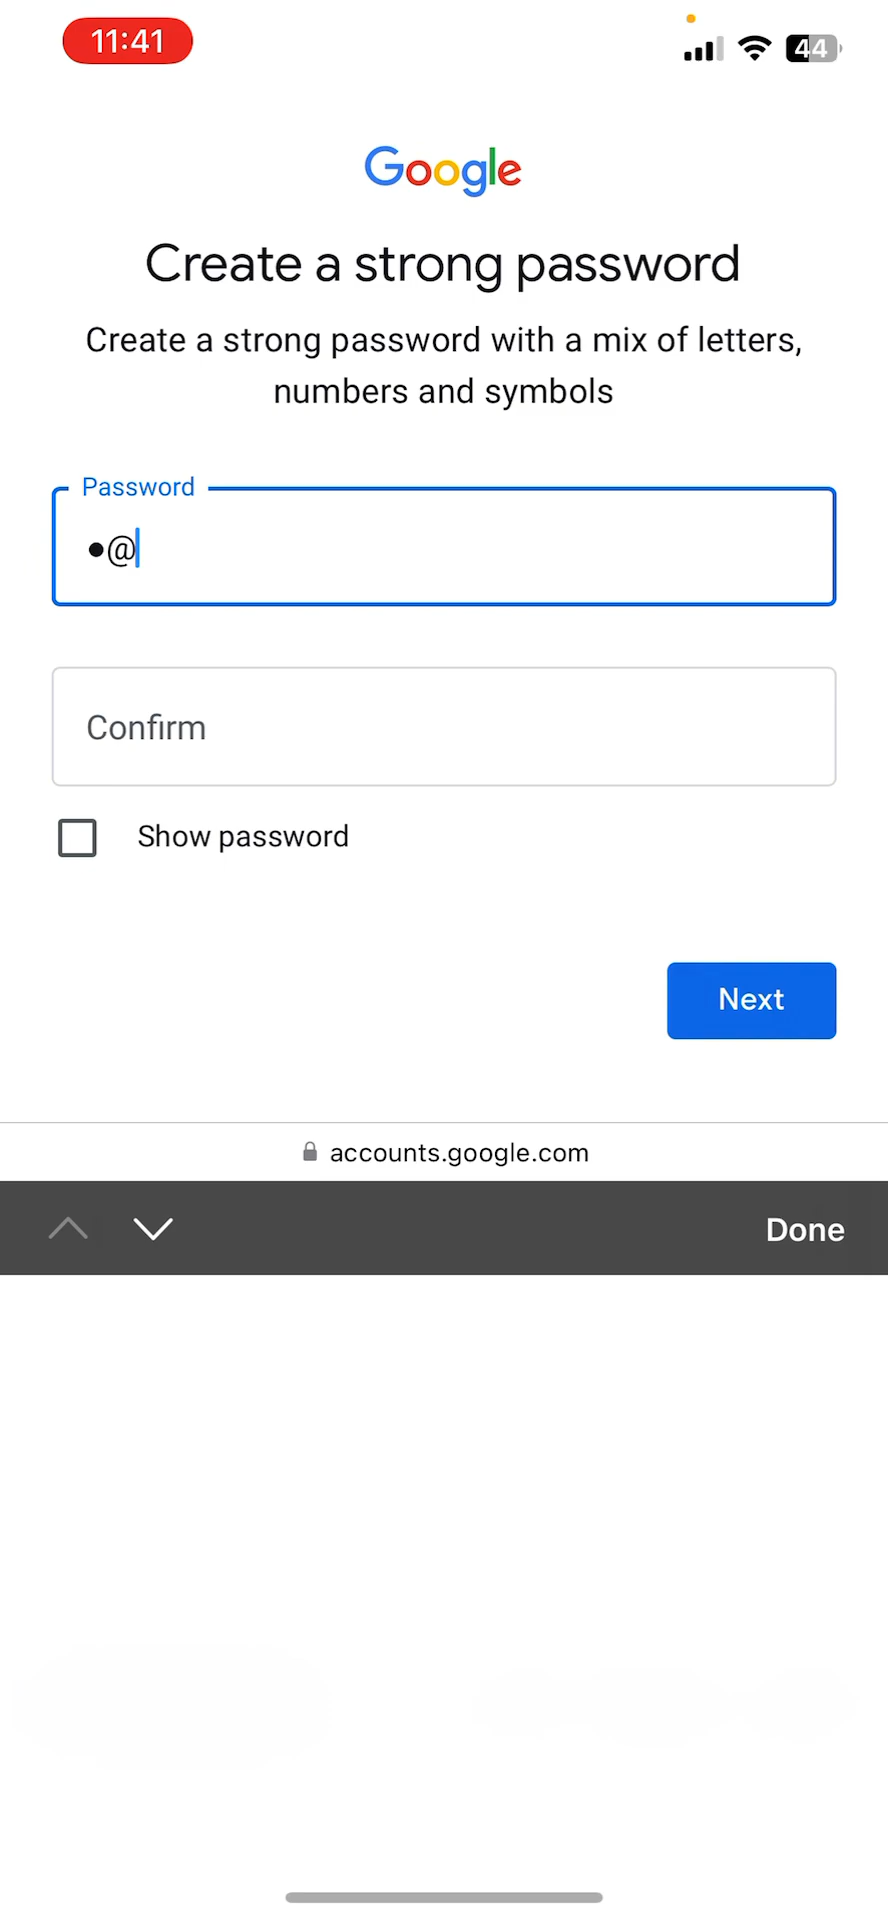 11:41
44
Google
Create a strong password
Create a strong password with a mix of letters,
numbers and symbols
Password
•@
Confirm
Show password
Next
accounts.google.com
Done